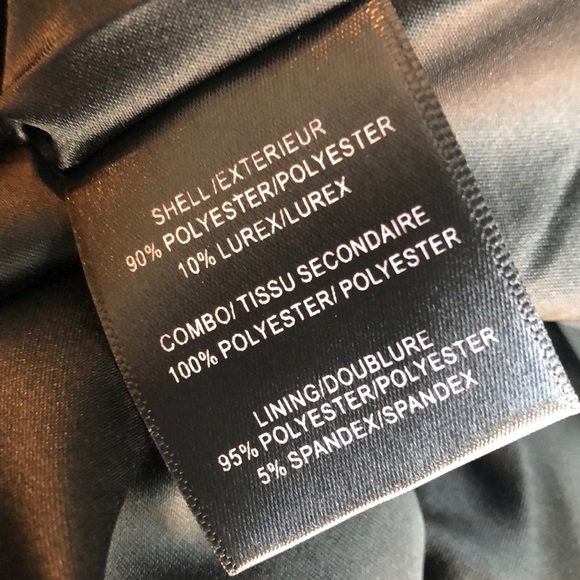 SHELL/EXTERIEUR
90% POLYESTER/POLYESTER
10% LUREX/LUREX
COMBO/ TISSU SECONDAIRE
100% POLYESTER/ POLYESTER
LINING/DOUBLURE
95% POLYESTER/POLYESTER
5% SPANDEX/SPANDEX